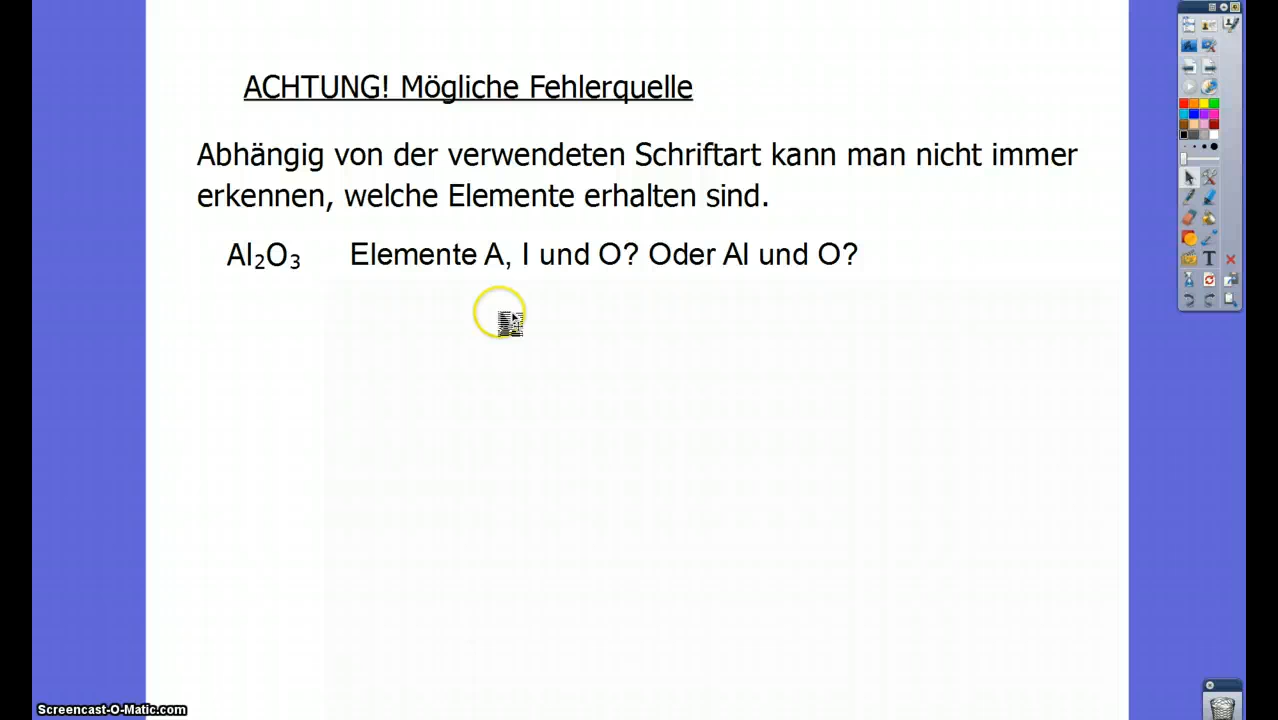 ACHTUNG! Mögliche Fehlerquelle
Abhängig von der verwendeten Schriftart kann man nicht immer
erkennen, welche Elemente erhalten sind.
Al₂O₃ Elemente A, I und O? Oder Al und O?
Screencast-O-Matic.com